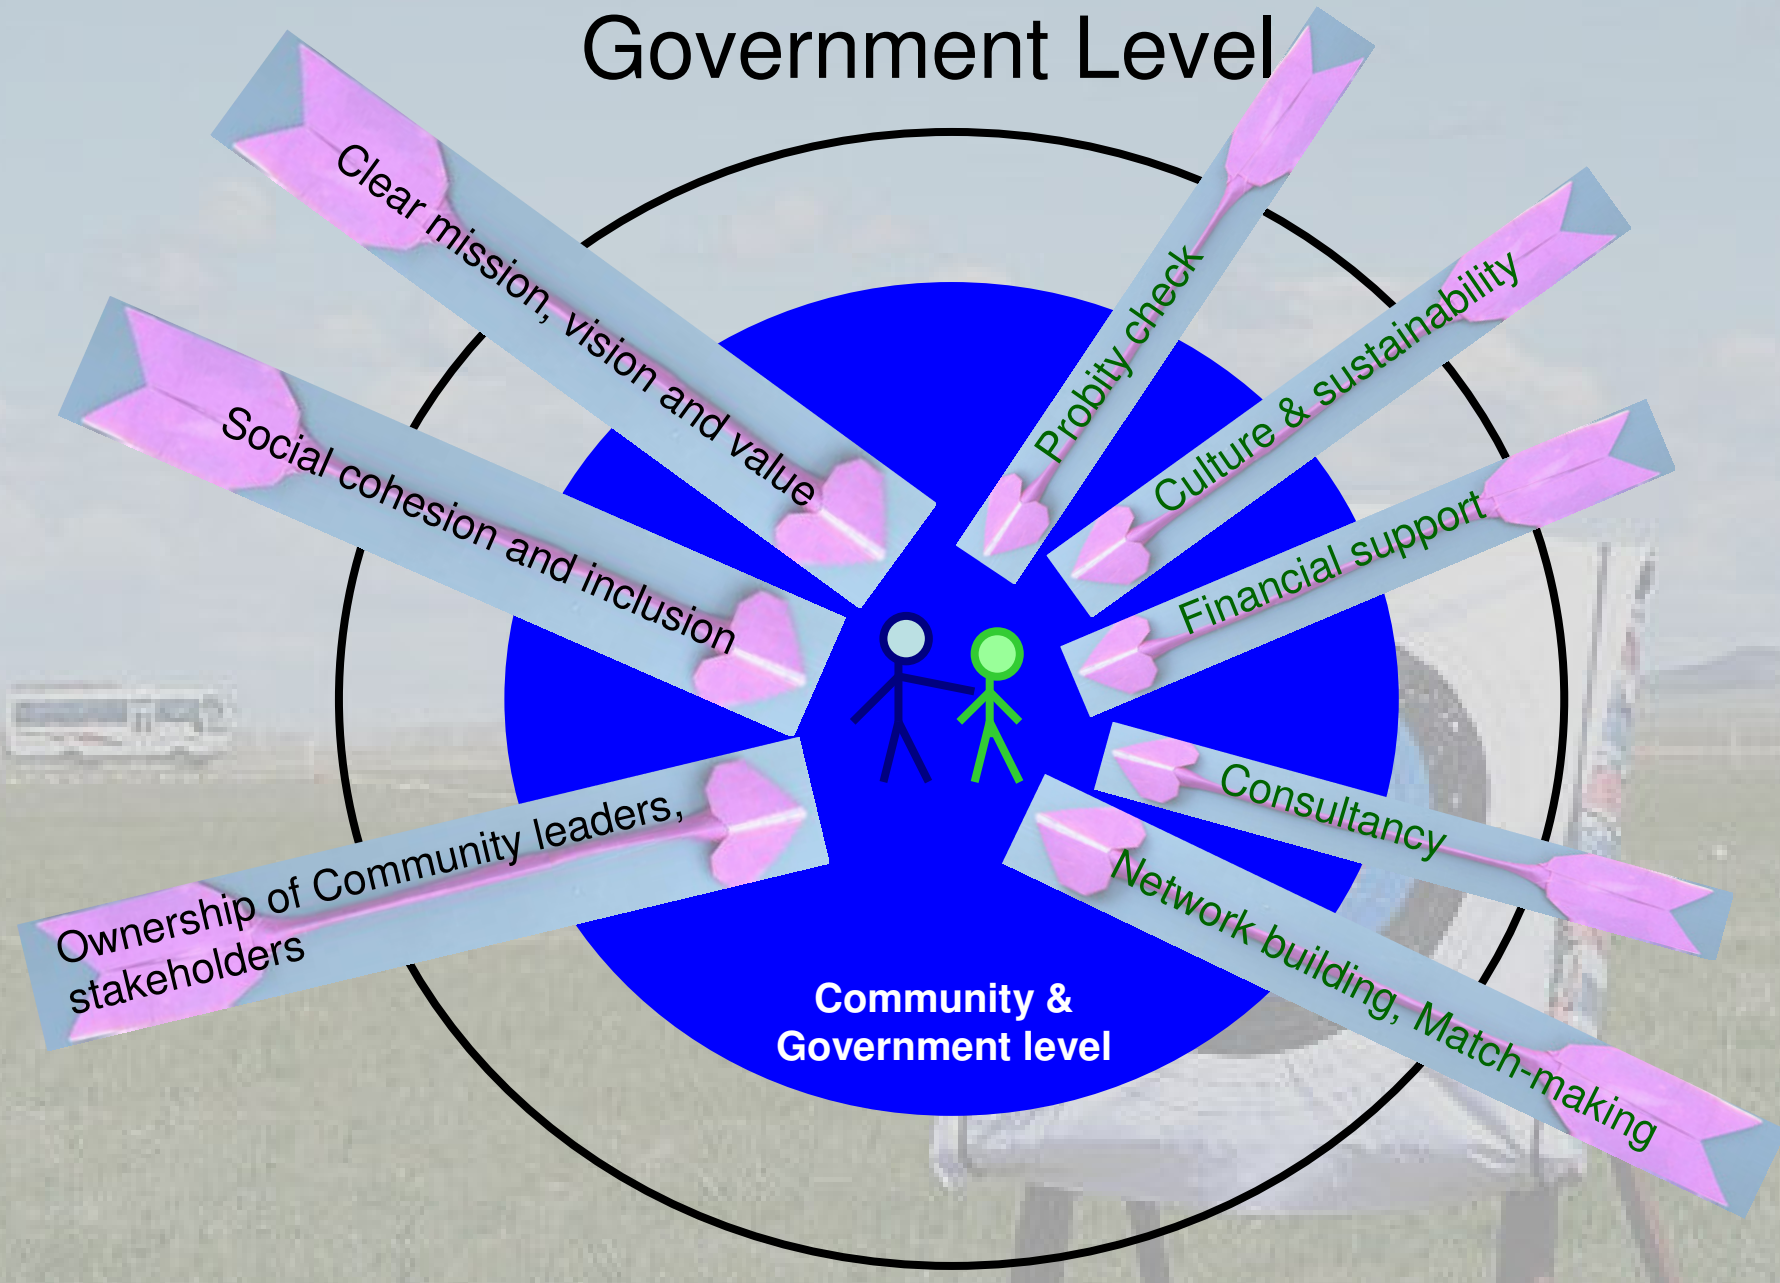 Government Level
Clear mission, vision and value
Social cohesion and inclusion
Ownership of Community leaders,
stakeholders
Probity check
Culture & sustainability
Financial support
Consultancy
Network building, Match-making
Community &
Government level